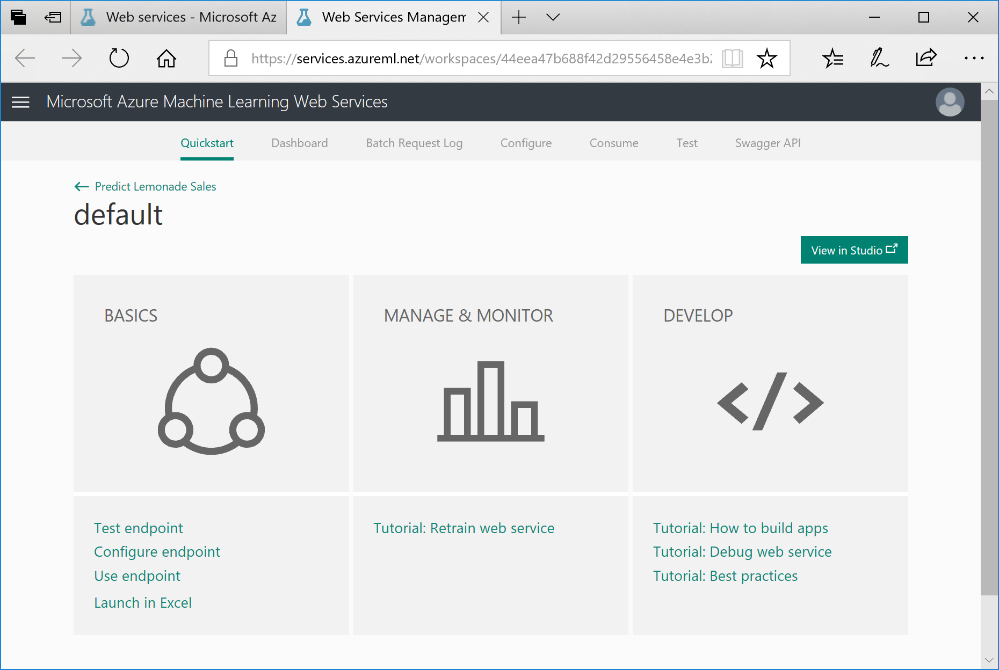 Web services - Microsoft Az
Web Services Managem
https://services.azureml.net/workspaces/44eea47b688f42d29556458e4e3b2
Microsoft Azure Machine Learning Web Services
Quickstart Dashboard Batch Request Log Configure Consume Test Swagger API
Predict Lemonade Sales
default
View in Studio
BASICS
MANAGE & MONITOR
DEVELOP
Test endpoint
Configure endpoint
Use endpoint
Launch in Excel
Tutorial: Retrain web service
Tutorial: How to build apps
Tutorial: Debug web service
Tutorial: Best practices